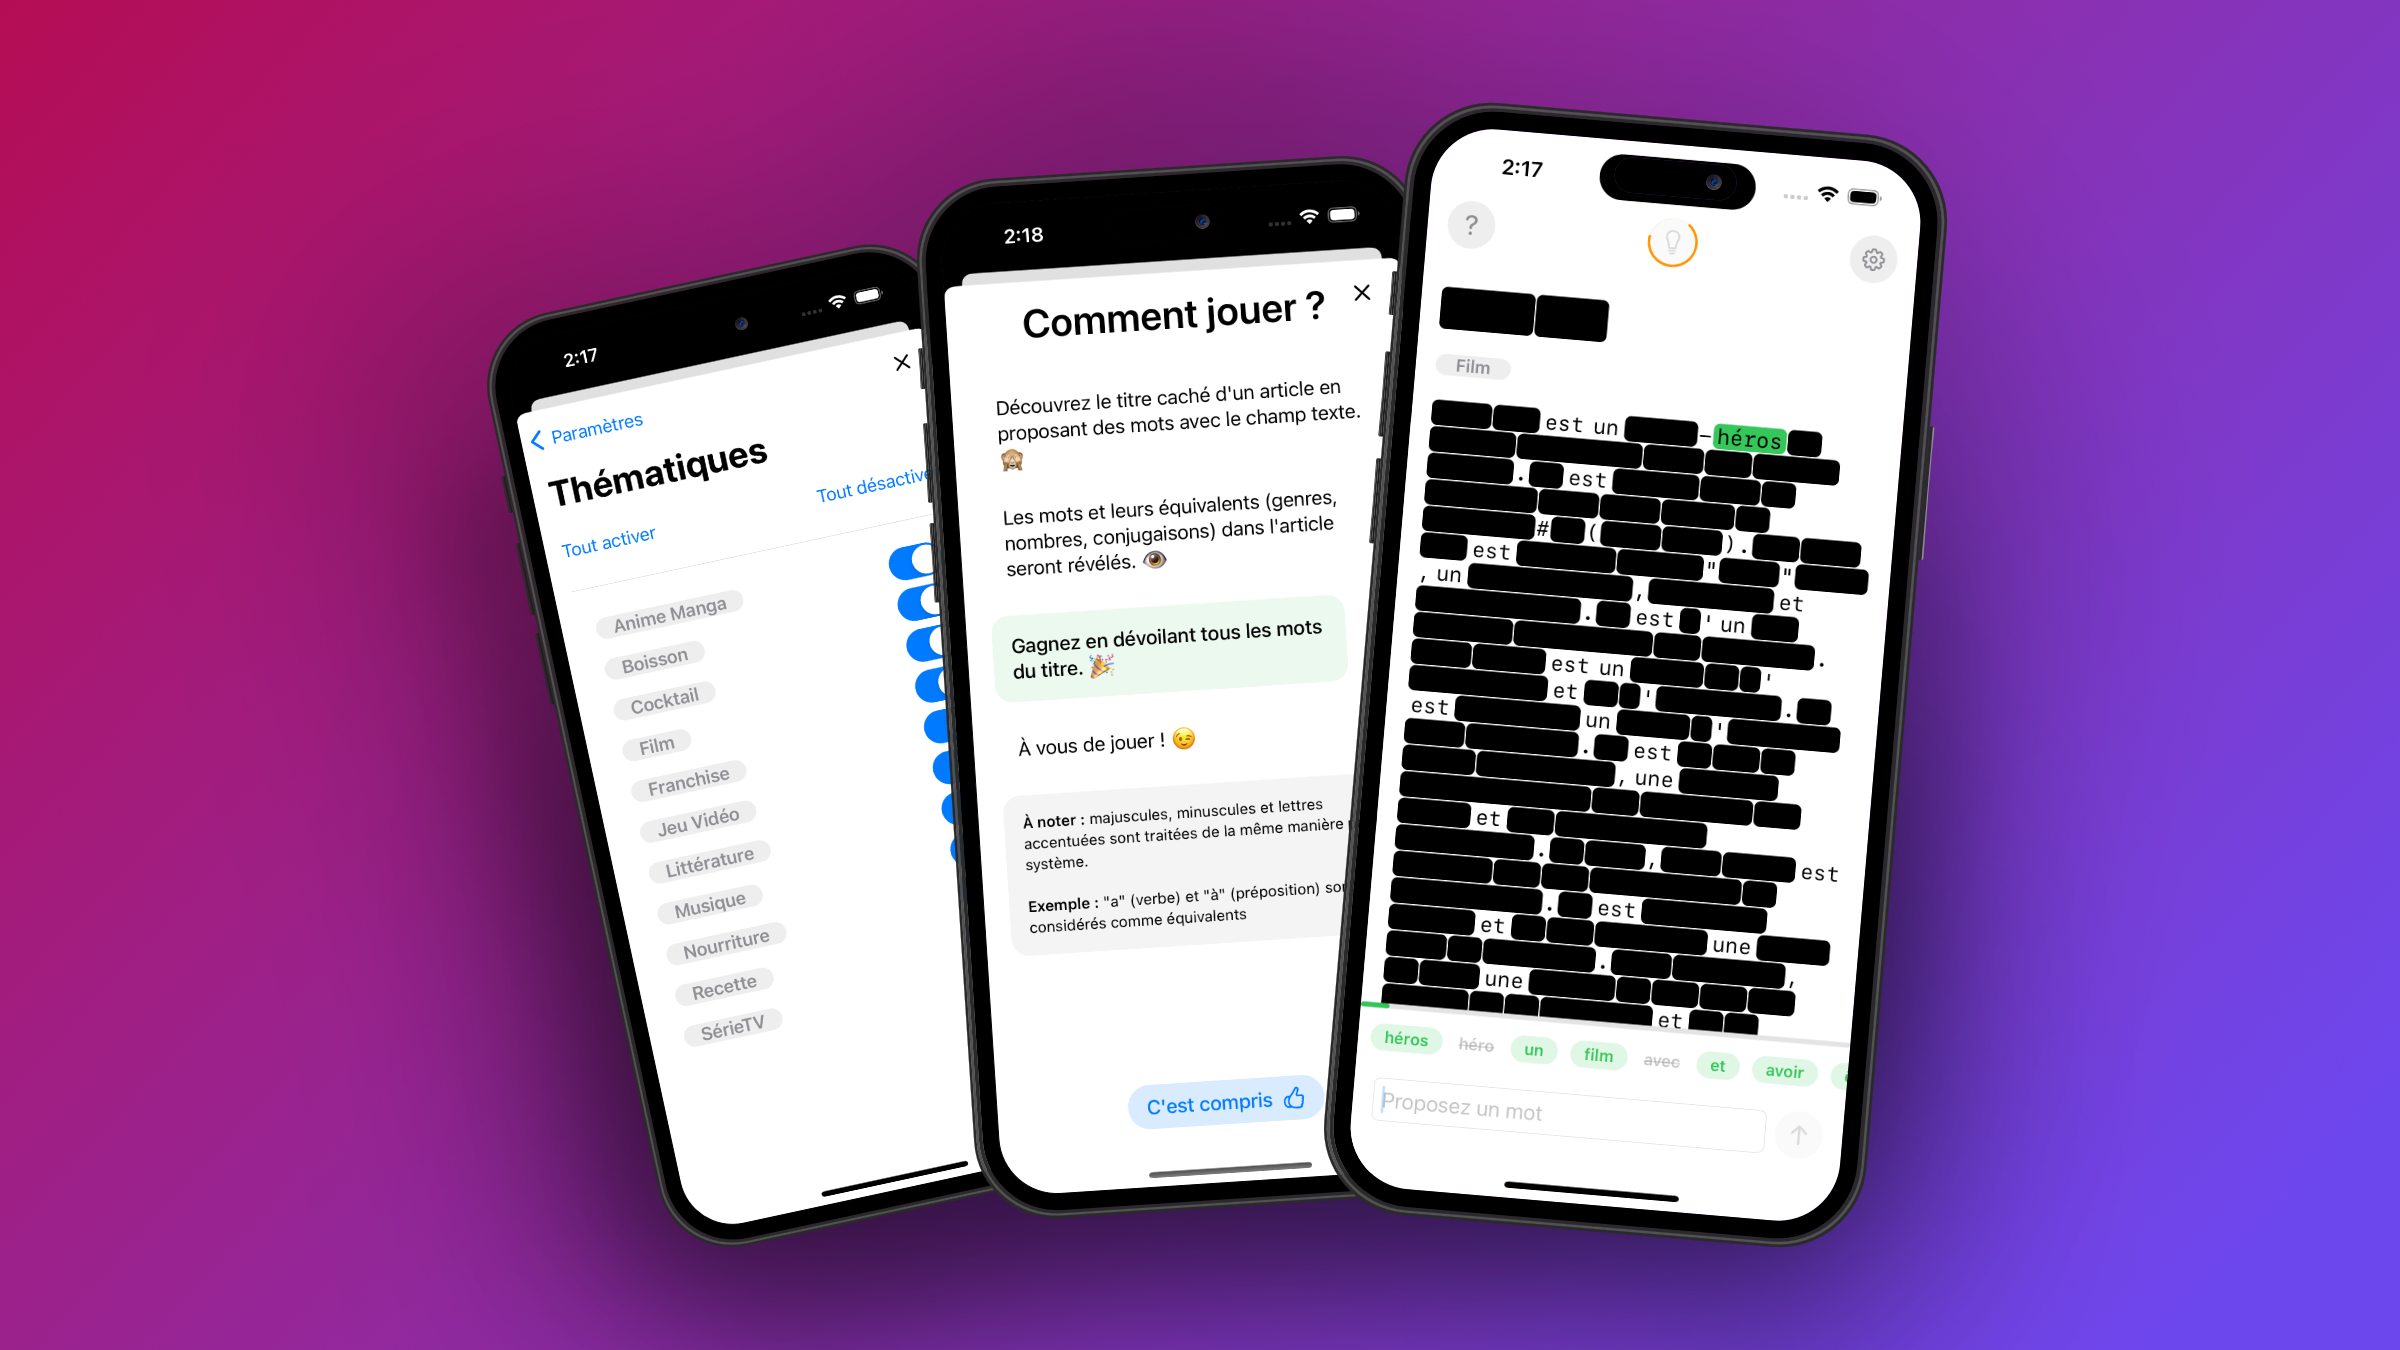 2:17
Paramètres
Thématiques
Tout activer
Tout désactive
Anime Manga
Boisson
Cocktail
Film
Franchise
Jeu Vidéo
Littérature
Musique
Nourriture
Recette
SérieTV
2:18
Comment jouer ?
Découvrez le titre caché d'un article en
proposant des mots avec le champ texte.
🙈
Les mots et leurs équivalents (genres,
nombres, conjugaisons) dans l'article
seront révélés. 👁️
Gagnez en dévoilant tous les mots
du titre. 🎉
À vous de jouer ! 😉
À noter : majuscules, minuscules et lettres
accentuées sont traitées de la même manière
système.
Exemple : "a" (verbe) et "à" (préposition)
considérés comme équivalents
C'est compris
2:17
?
Film
est un - héros
. est
# ( ).
est " "
, un , et
. est ' un
.
est un '
et ' .
est un '
. est
, une
et
. , est
. est
et une
. ,
une
et
héros héro un film avec et avoir
Proposez un mot